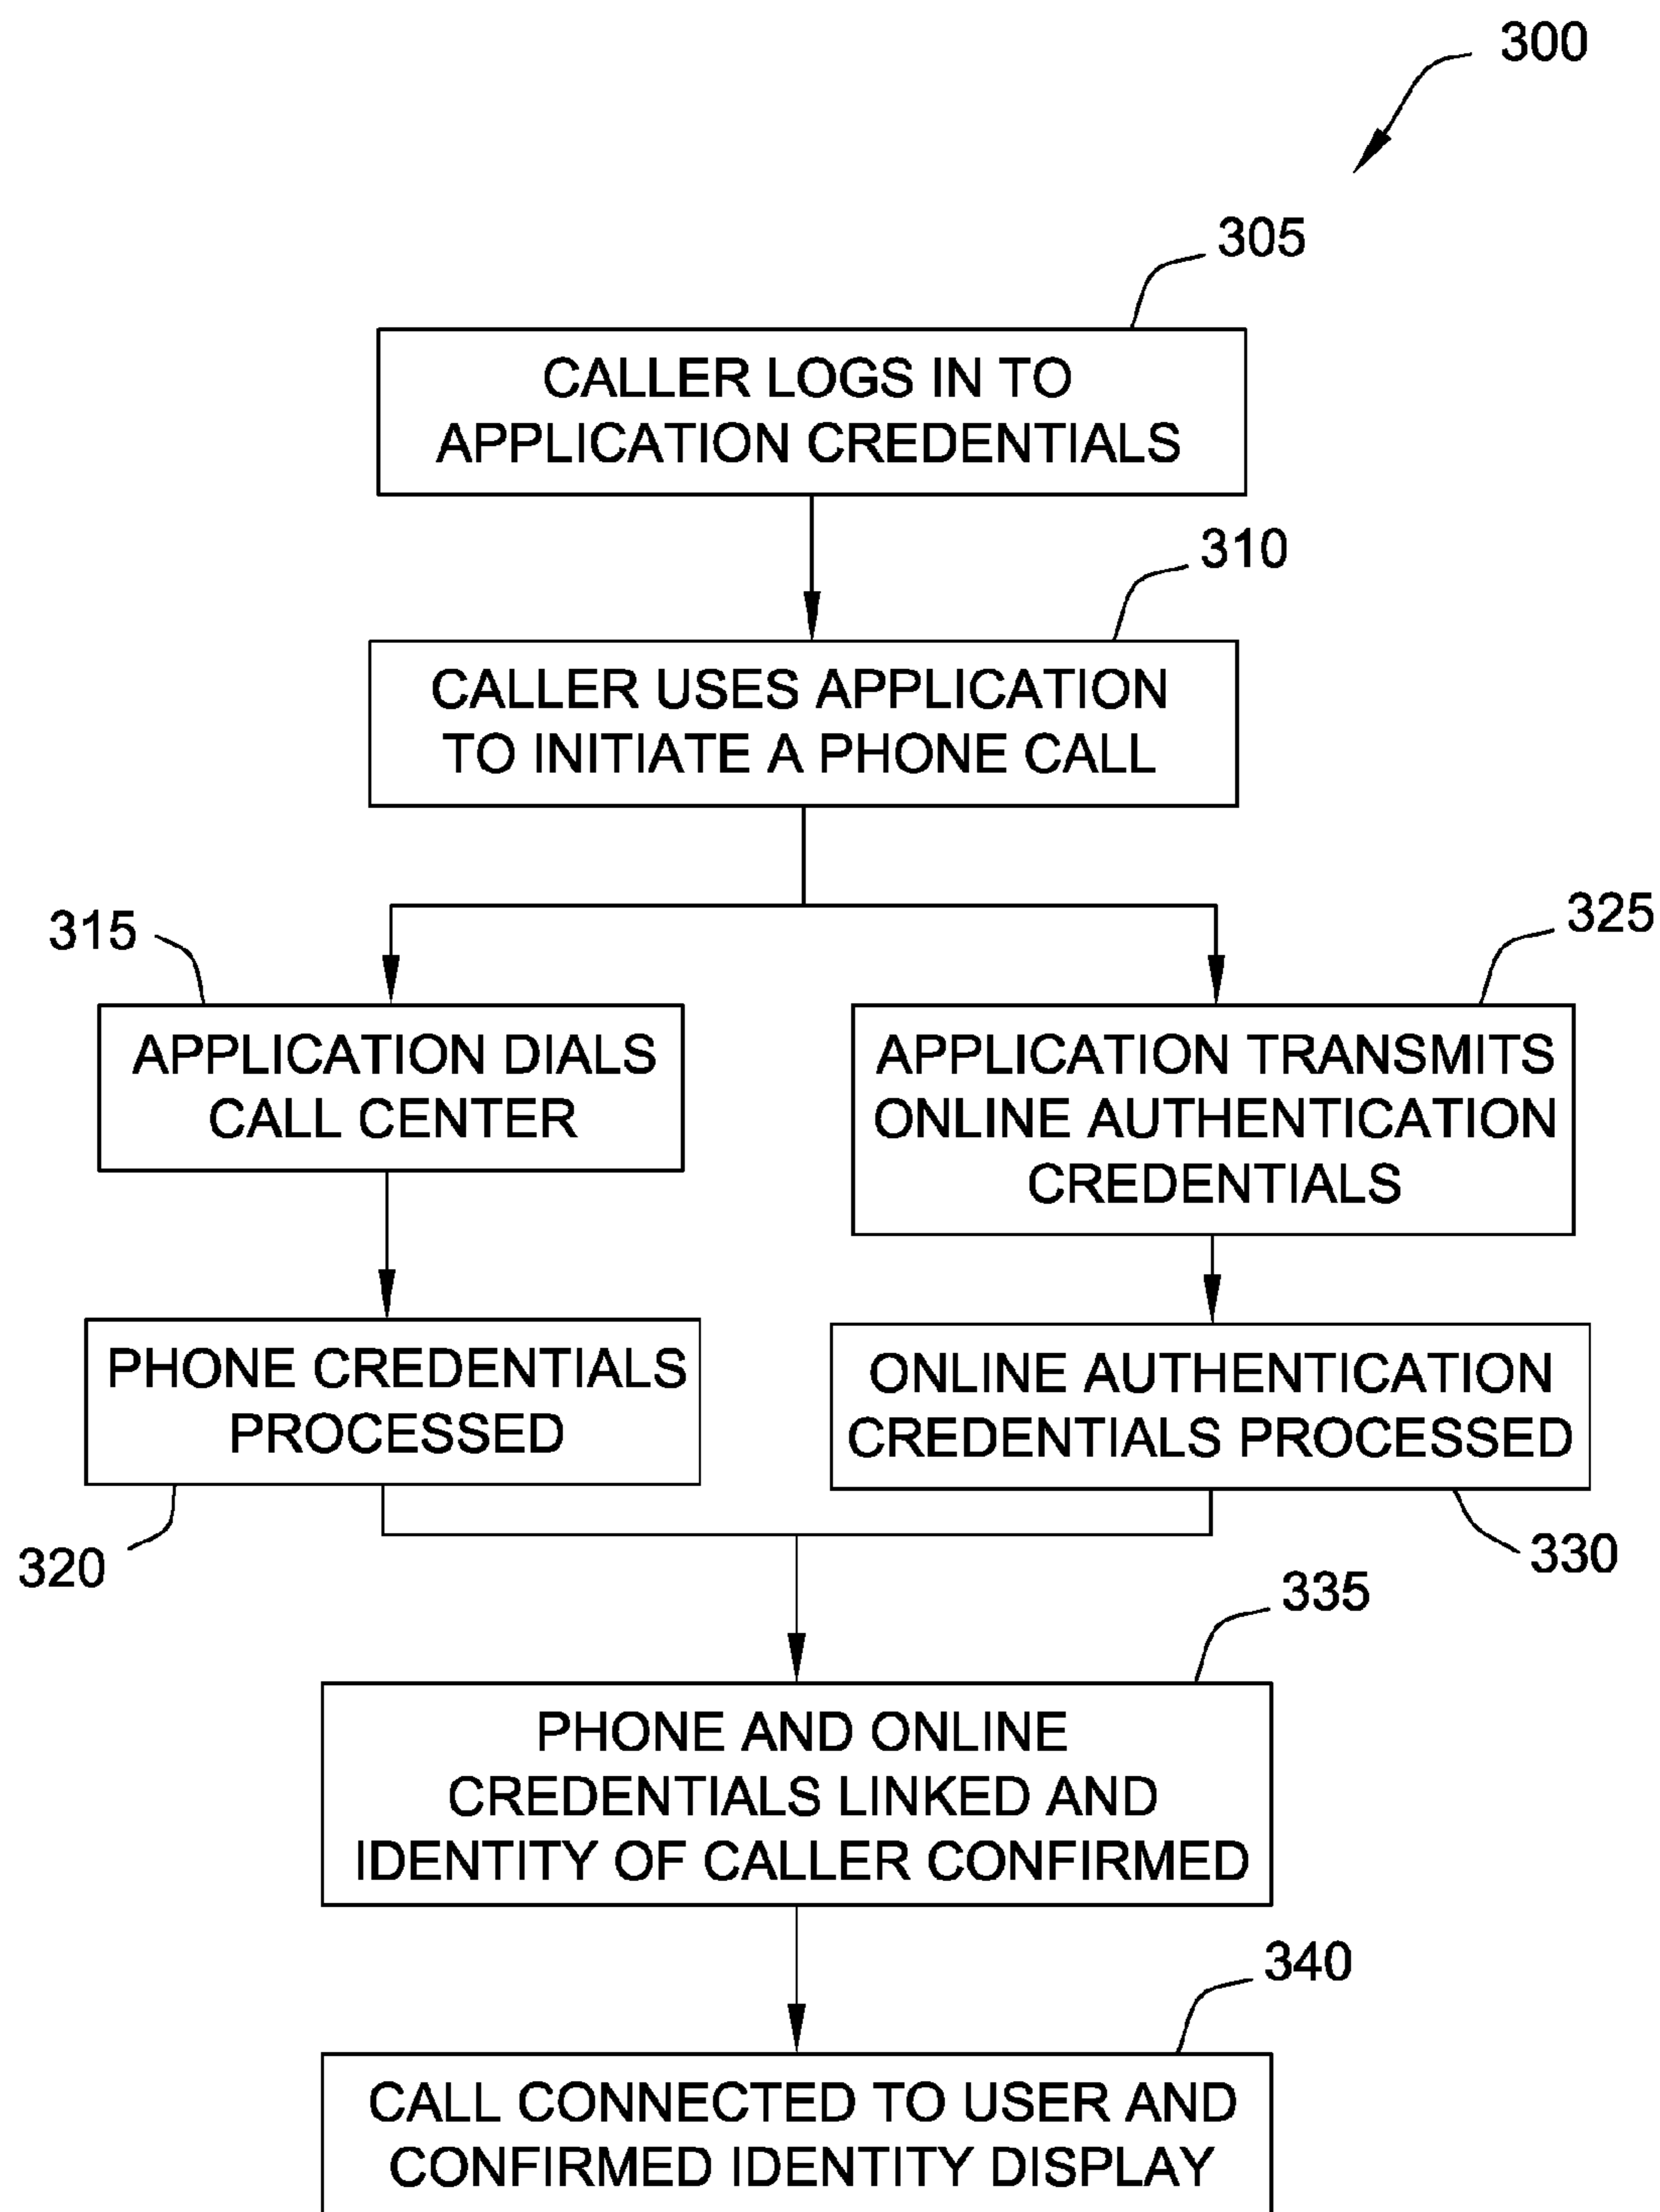 300
305
CALLER LOGS IN TO
APPLICATION CREDENTIALS
310
CALLER USES APPLICATION
TO INITIATE A PHONE CALL
315
APPLICATION DIALS
CALL CENTER
325
APPLICATION TRANSMITS
ONLINE AUTHENTICATION
CREDENTIALS
PHONE CREDENTIALS
PROCESSED
320
ONLINE AUTHENTICATION
CREDENTIALS PROCESSED
330
335
PHONE AND ONLINE
CREDENTIALS LINKED AND
IDENTITY OF CALLER CONFIRMED
340
CALL CONNECTED TO USER AND
CONFIRMED IDENTITY DISPLAY